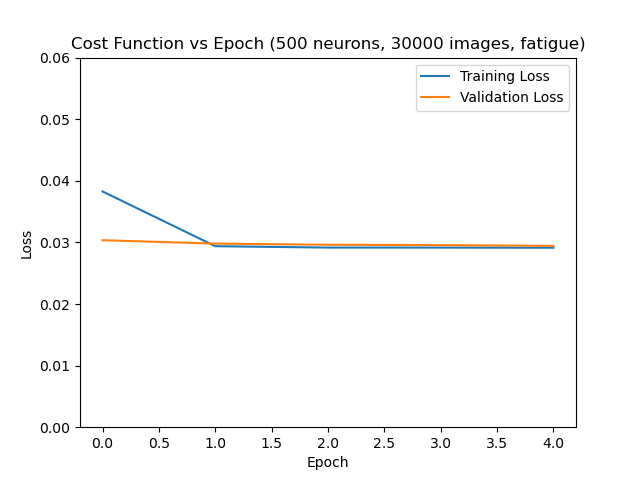 Cost Function vs Epoch (500 neurons, 30000 images, fatigue)
0.06
0.05
0.04
0.03
0.02
0.01
0.00
Loss
Training Loss
Validation Loss
0.0 0.5 1.0 1.5 2.0 2.5 3.0 3.5 4.0
Epoch